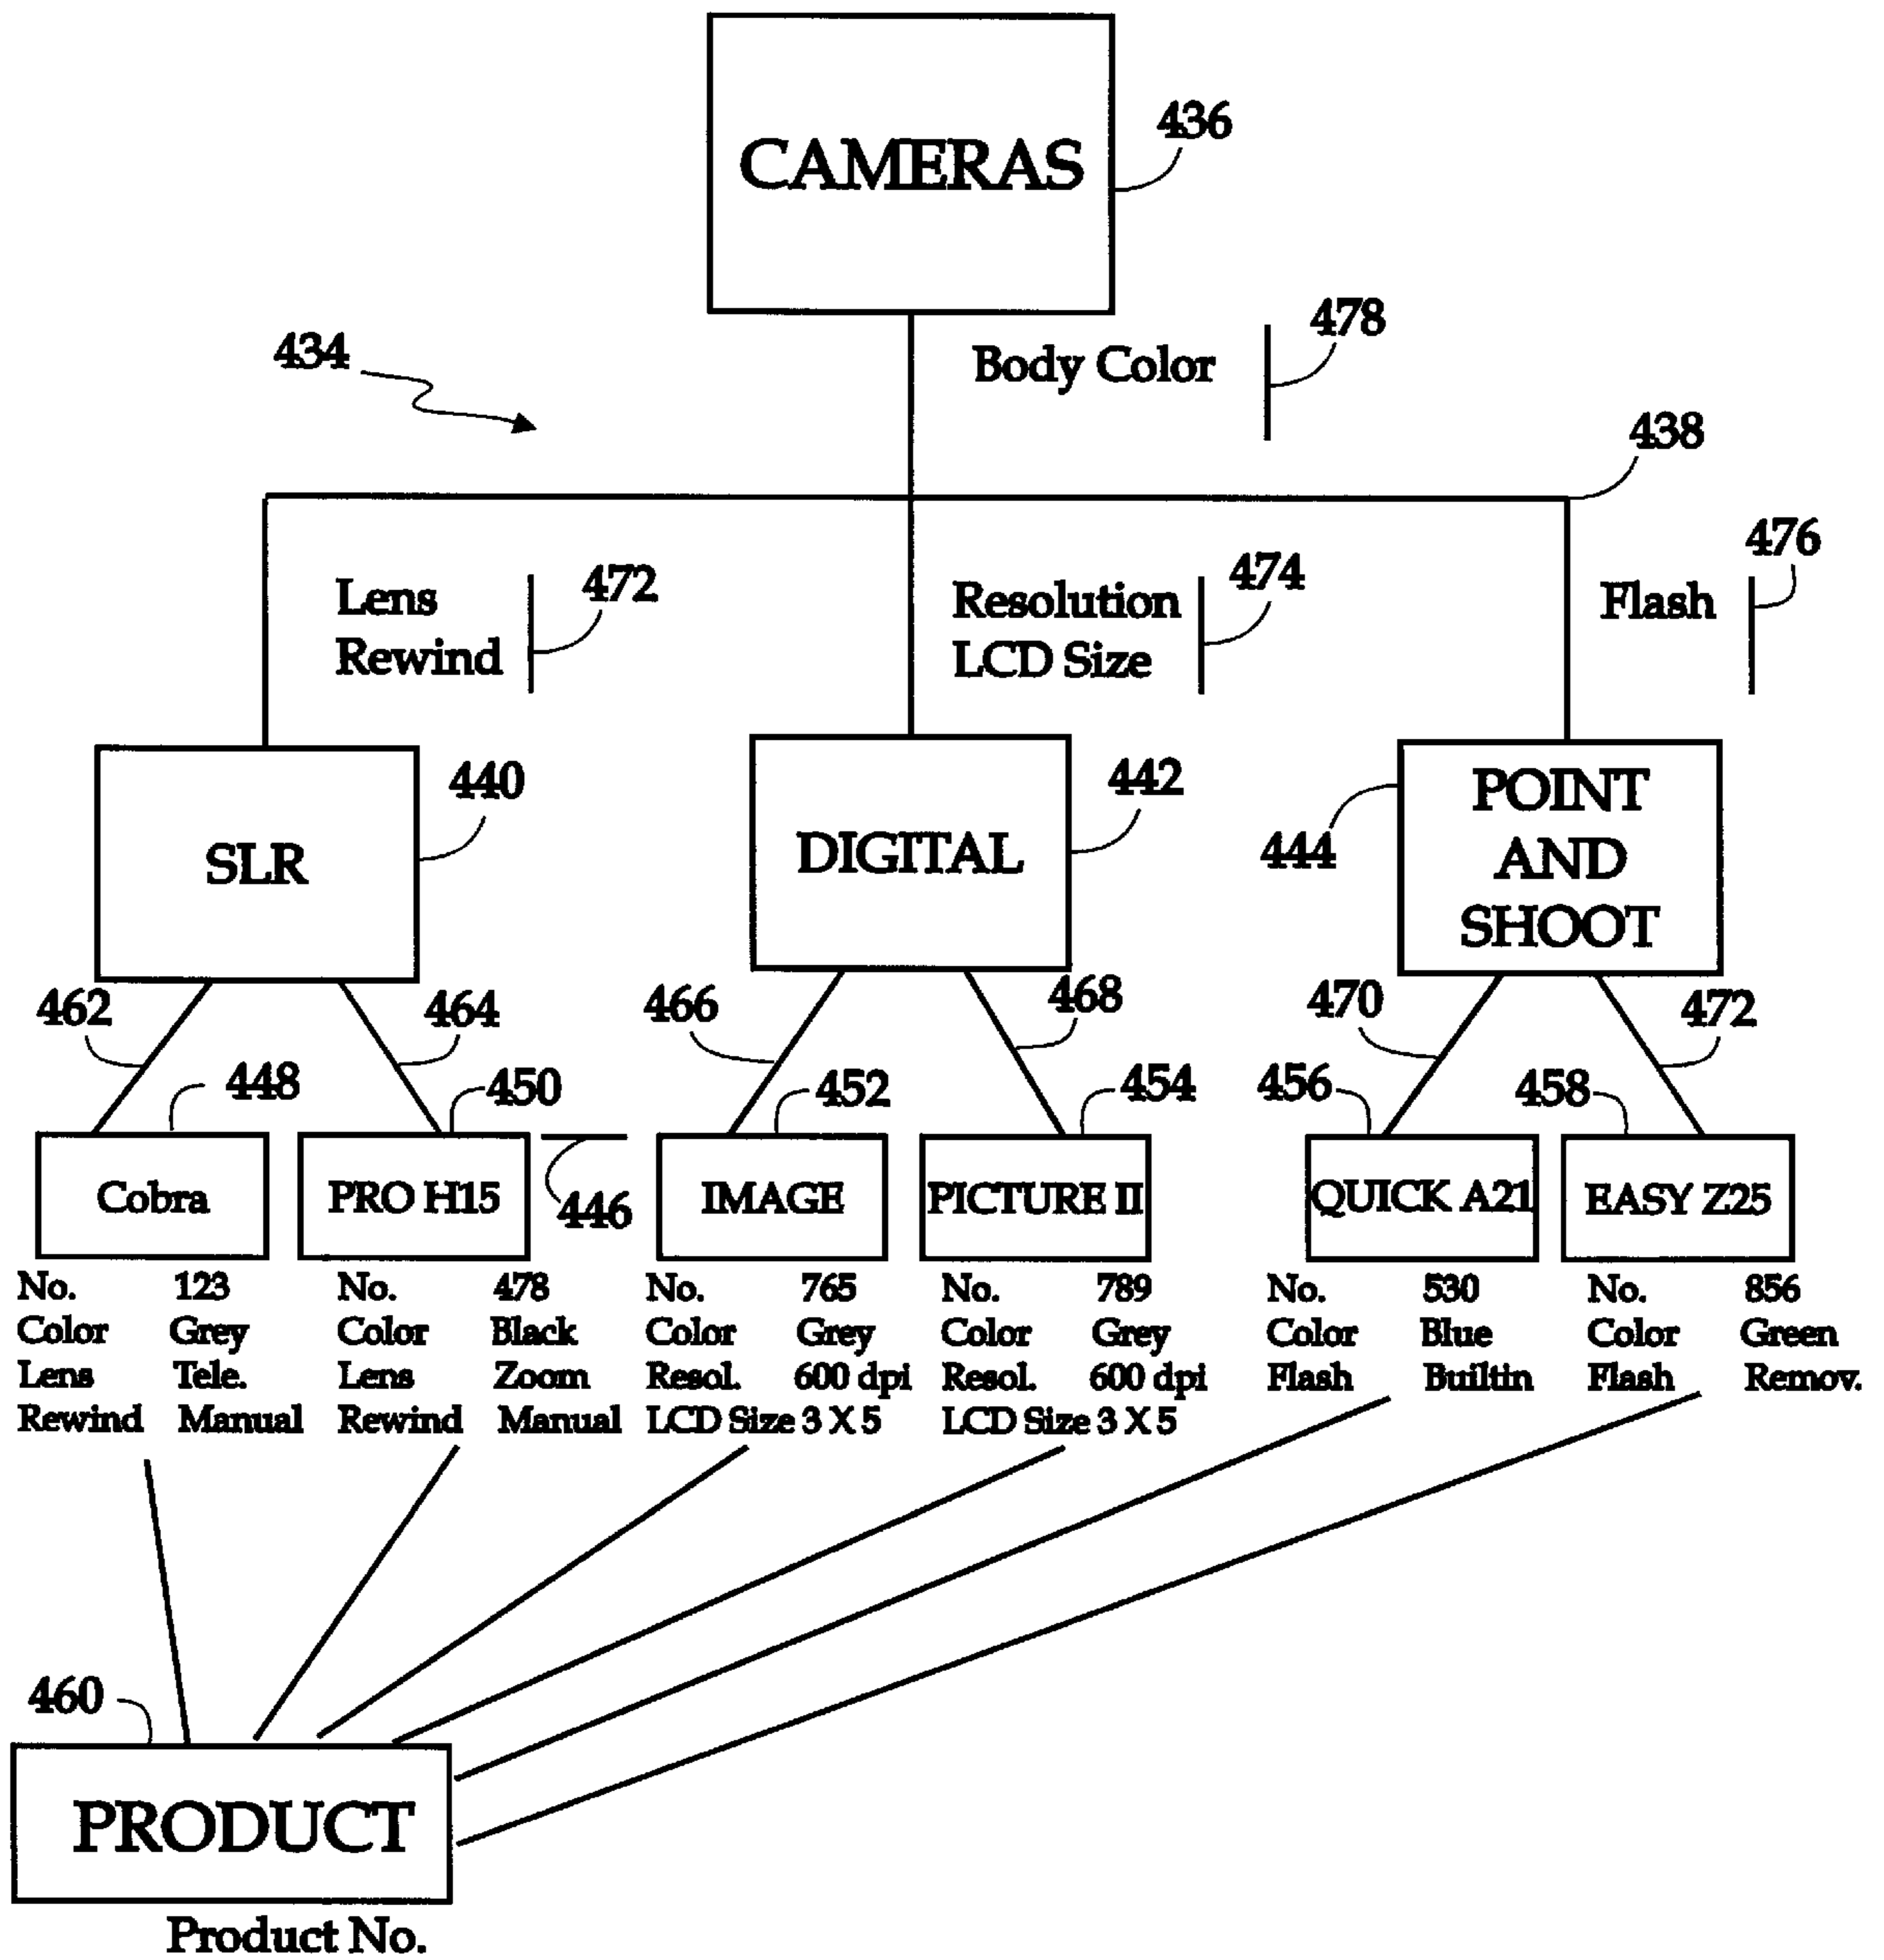 CAMERAS
436
434
Body Color
478
438
Lens
Rewind
472
Resolution
LCD Size
474
Flash
476
SLR
440
DIGITAL
442
POINT
AND
SHOOT
444
462
464
466
468
470
472
448
450
446
452
454
456
458
Cobra
PRO H15
IMAGE
PICTURE II
QUICK A21
EASY Z25
No. 123
Color Grey
Lens Tele.
Rewind Manual
No. 478
Color Black
Lens Zoom
Rewind Manual
No. 765
Color Grey
Resol. 600 dpi
LCD Size 3 X 5
No. 789
Color Grey
Resol. 600 dpi
LCD Size 3 X 5
No. 530
Color Blue
Flash Builtin
No. 856
Color Green
Flash Remov.
460
PRODUCT
Product No.